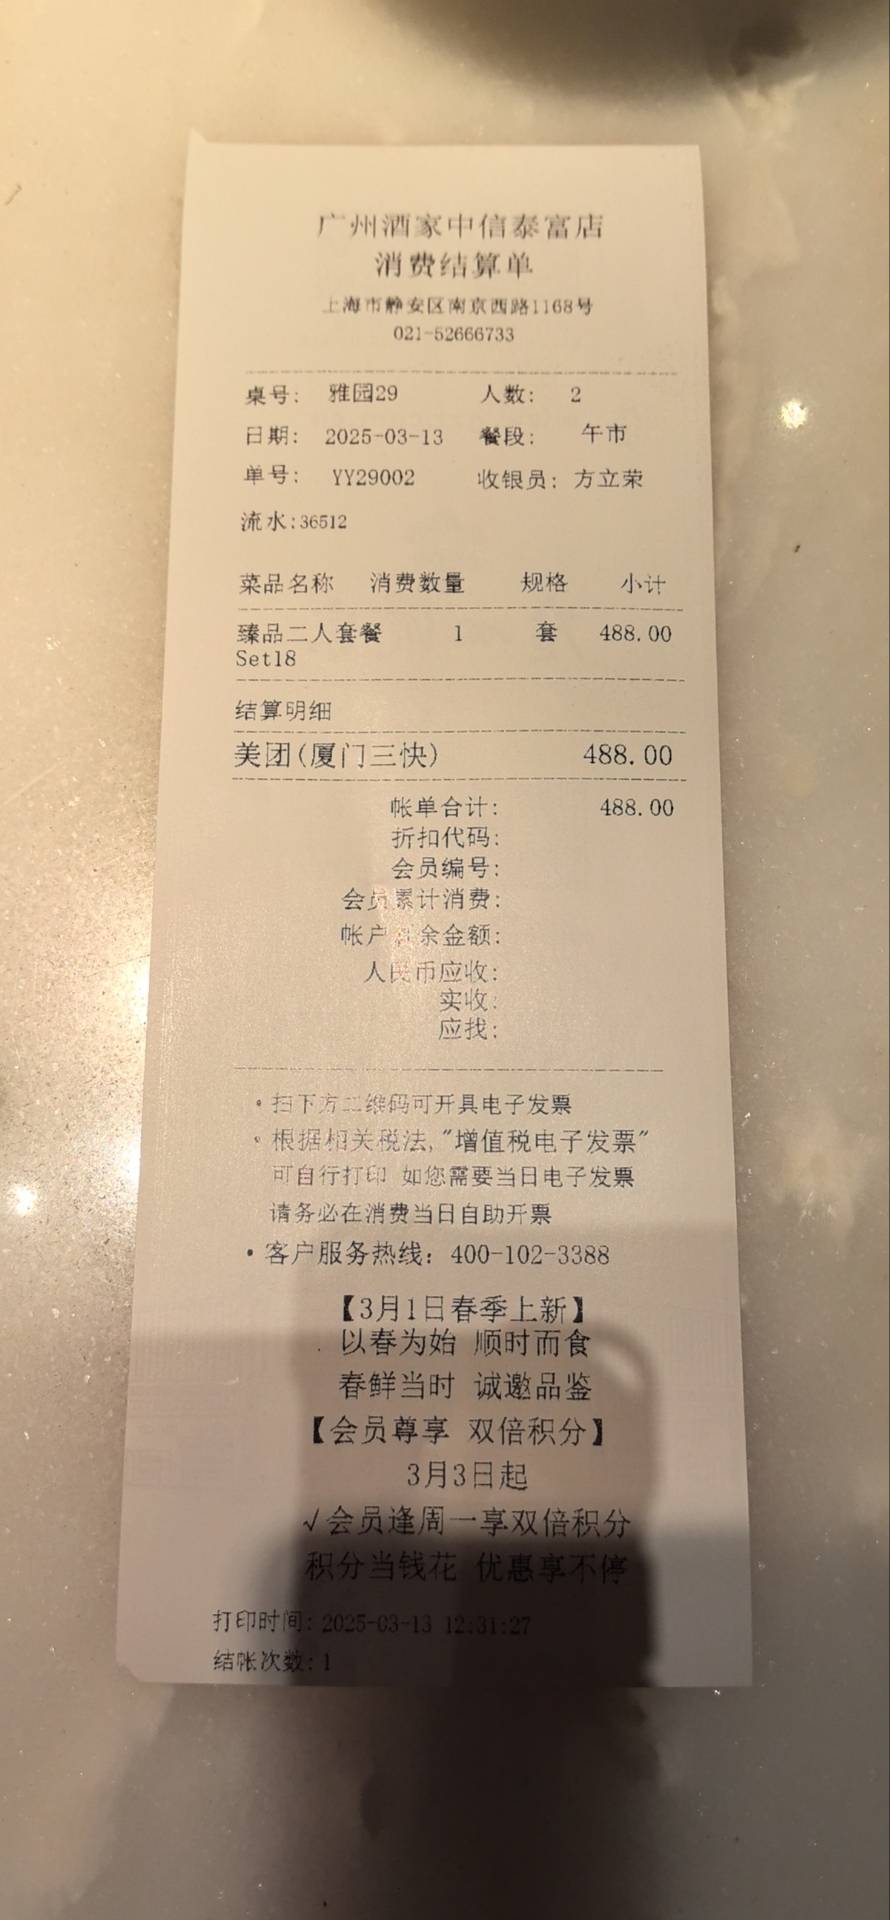 广州酒家中信泰富店
消费结算单
上海市静安区南京西路1168号
021-52666733
桌号: 雅园29 人数: 2
日期: 2025-03-13 餐段: 午市
单号: YY29002 收银员: 方立荣
流水:36512
菜品名称 消费数量 规格 小计
臻品二人套餐 1 套 488.00
Set18
结算明细
美团(厦门三快) 488.00
帐单合计: 488.00
折扣代码:
会员编号:
会员累计消费:
帐户 余金额:
人民币应收:
实收:
应找:
·扫下方二维码可开具电子发票
·根据相关税法,"增值税电子发票"
可自行打印 如您需要当日电子发票
请务必在消费当日自助开票
·客户服务热线: 400-102-3388
【3月1日春季上新】
以春为始 顺时而食
春鲜当时 诚邀品鉴
【会员尊享 双倍积分】
3月3日起
√会员逢周一享双倍积分
积分当钱花 优惠享不停
打印时间: 2025-03-13 12:31:27
结帐次数: 1